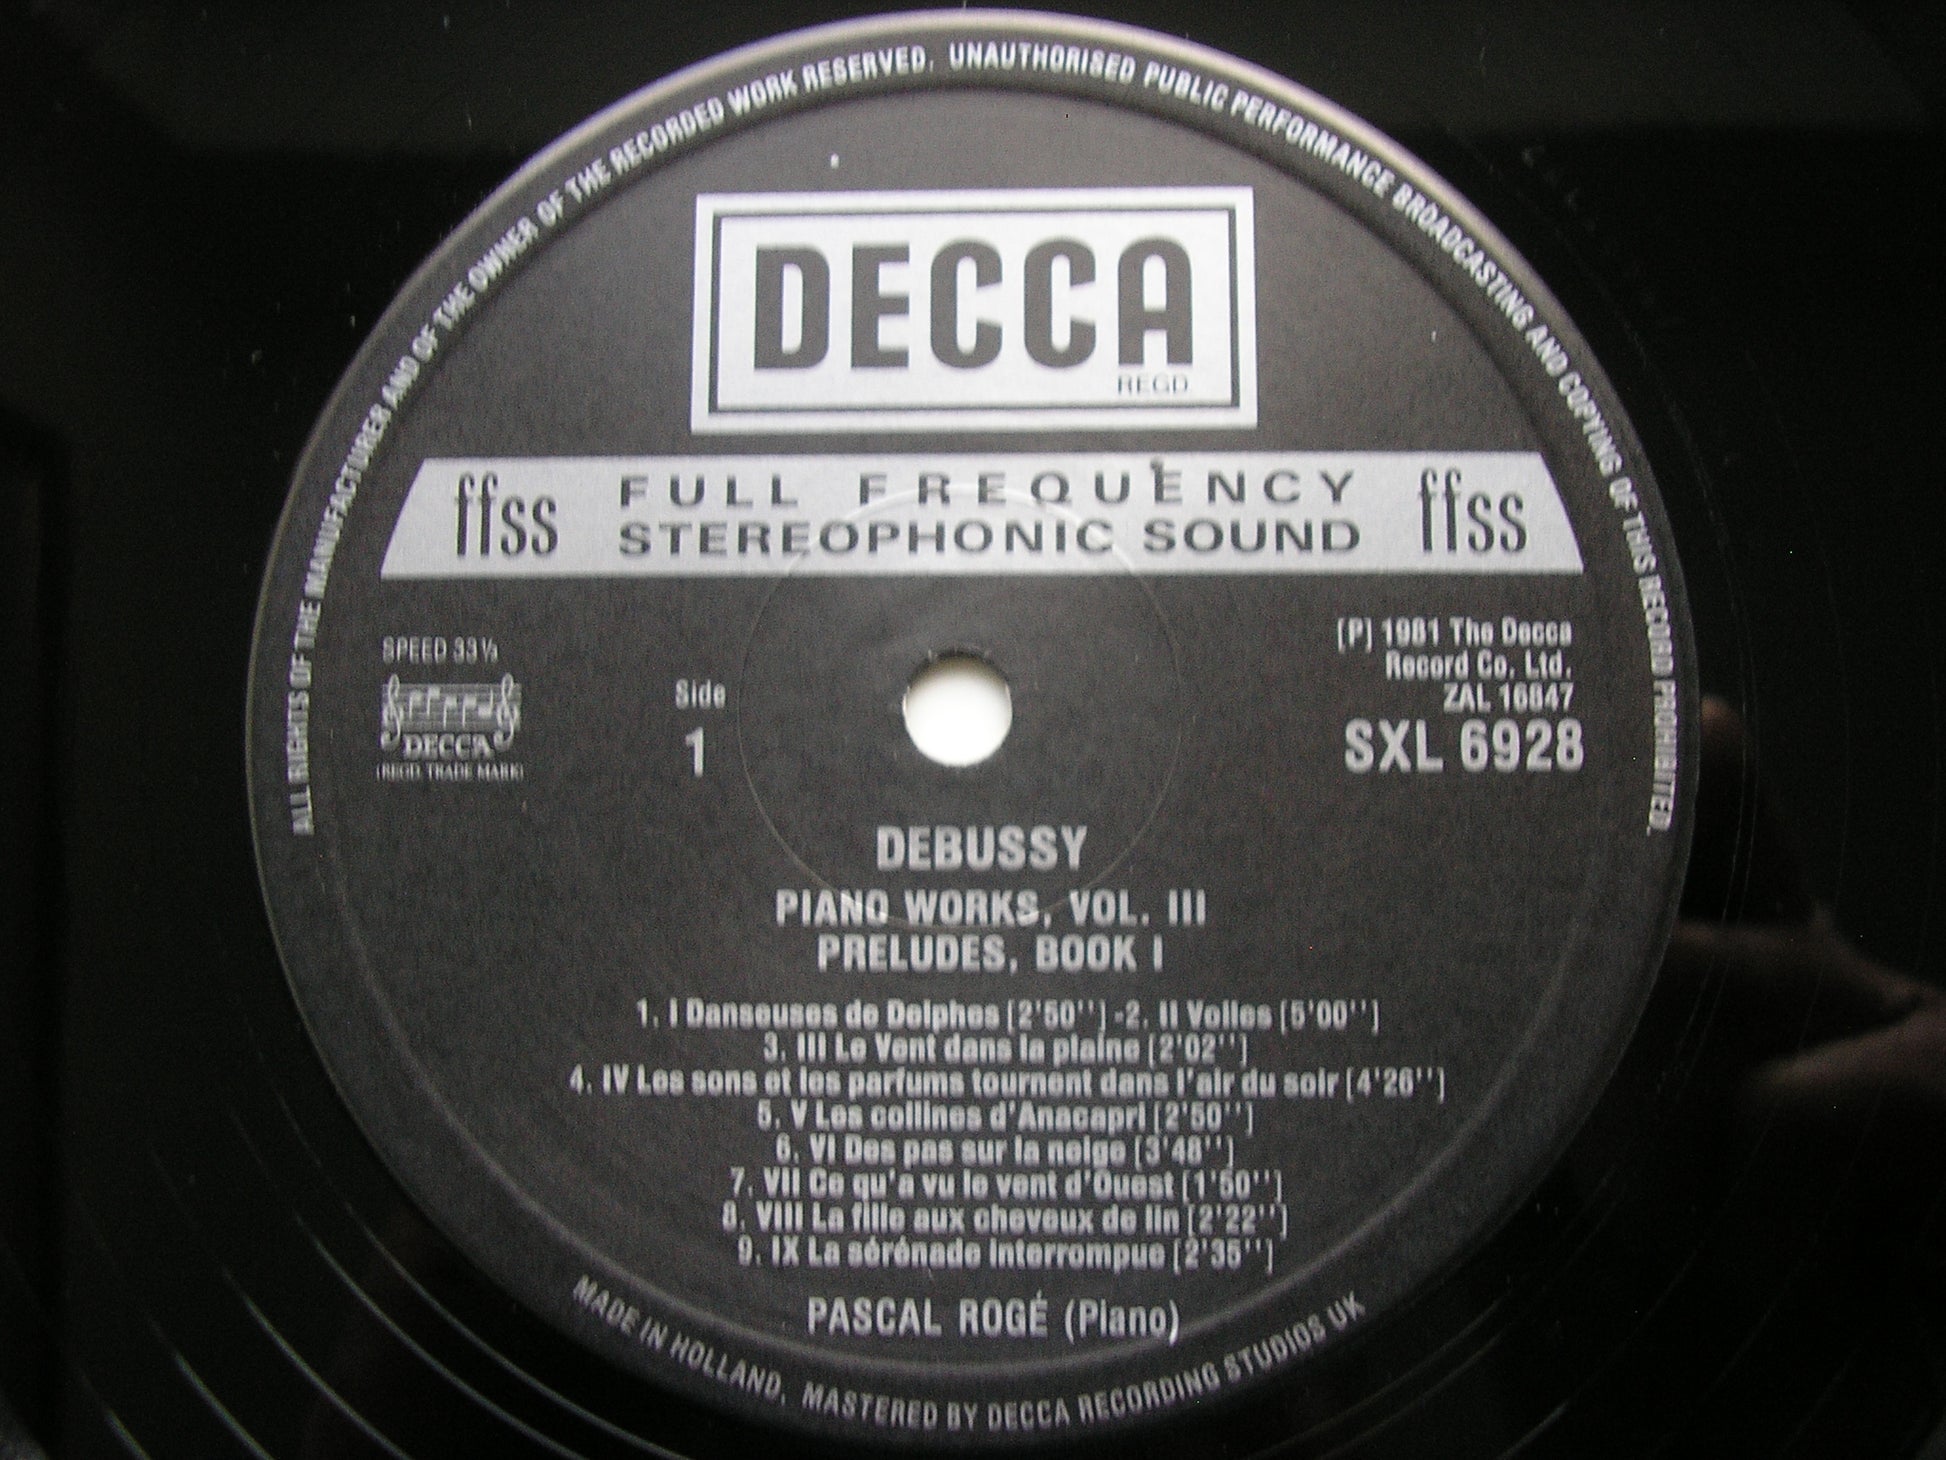 ALL RIGHTS OF THE MANUFACTURER AND OF THE OWNER OF THE RECORDED WORK RESERVED. UNAUTHORISED PUBLIC PERFORMANCE BROADCASTING AND COPYING OF THIS RECORD PROHIBITED.
DECCA
REGD.
ffss FULL FREQUENCY ffss
STEREOPHONIC SOUND
SPEED 33⅓
DECCA
(REGD. TRADE MARK)
Side
1
[P] 1981 The Decca
Record Co. Ltd.
ZAL 16847
SXL 6928
DEBUSSY
PIANO WORKS, VOL. III
PRELUDES, BOOK I
1. I Danseuses de Delphes [2'50''] -2. II Voiles [5'00'']
3. III Le Vent dans la plaine [2'02'']
4. IV Les sons et les parfums tournent dans l'air du soir [4'26'']
5. V Les collines d'Anacapri [2'50'']
6. VI Des pas sur la neige [3'48'']
7. VII Ce qu'a vu le vent d'Ouest [1'50'']
8. VIII La fille aux cheveux de lin [2'22'']
9. IX La sérénade interrompue [2'35'']
PASCAL ROGÉ (Piano)
MADE IN HOLLAND. MASTERED BY DECCA RECORDING STUDIOS UK